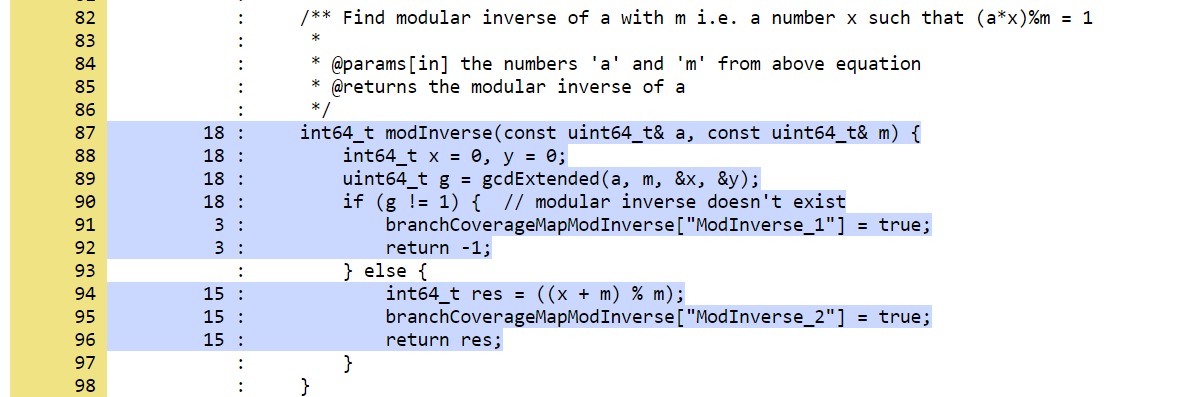 82 : /** Find modular inverse of a with m i.e. a number x such that (a*x)%m = 1
83 : *
84 : * @params[in] the numbers 'a' and 'm' from above equation
85 : * @returns the modular inverse of a
86 : */
87 18 : int64_t modInverse(const uint64_t& a, const uint64_t& m) {
88 18 : int64_t x = 0, y = 0;
89 18 : uint64_t g = gcdExtended(a, m, &x, &y);
90 18 : if (g != 1) { // modular inverse doesn't exist
91 3 : branchCoverageMapModInverse["ModInverse_1"] = true;
92 3 : return -1;
93 : } else {
94 15 : int64_t res = ((x + m) % m);
95 15 : branchCoverageMapModInverse["ModInverse_2"] = true;
96 15 : return res;
97 : }
98 : }